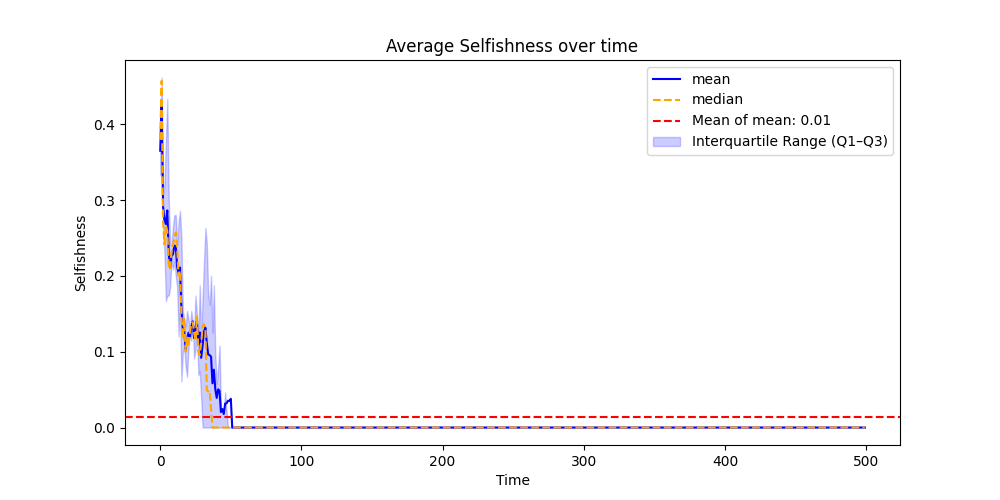 Average Selfishness over time
mean
median
Mean of mean: 0.01
Interquartile Range (Q1–Q3)
Selfishness
0.4
0.3
0.2
0.1
0.0
0 100 200 300 400 500
Time